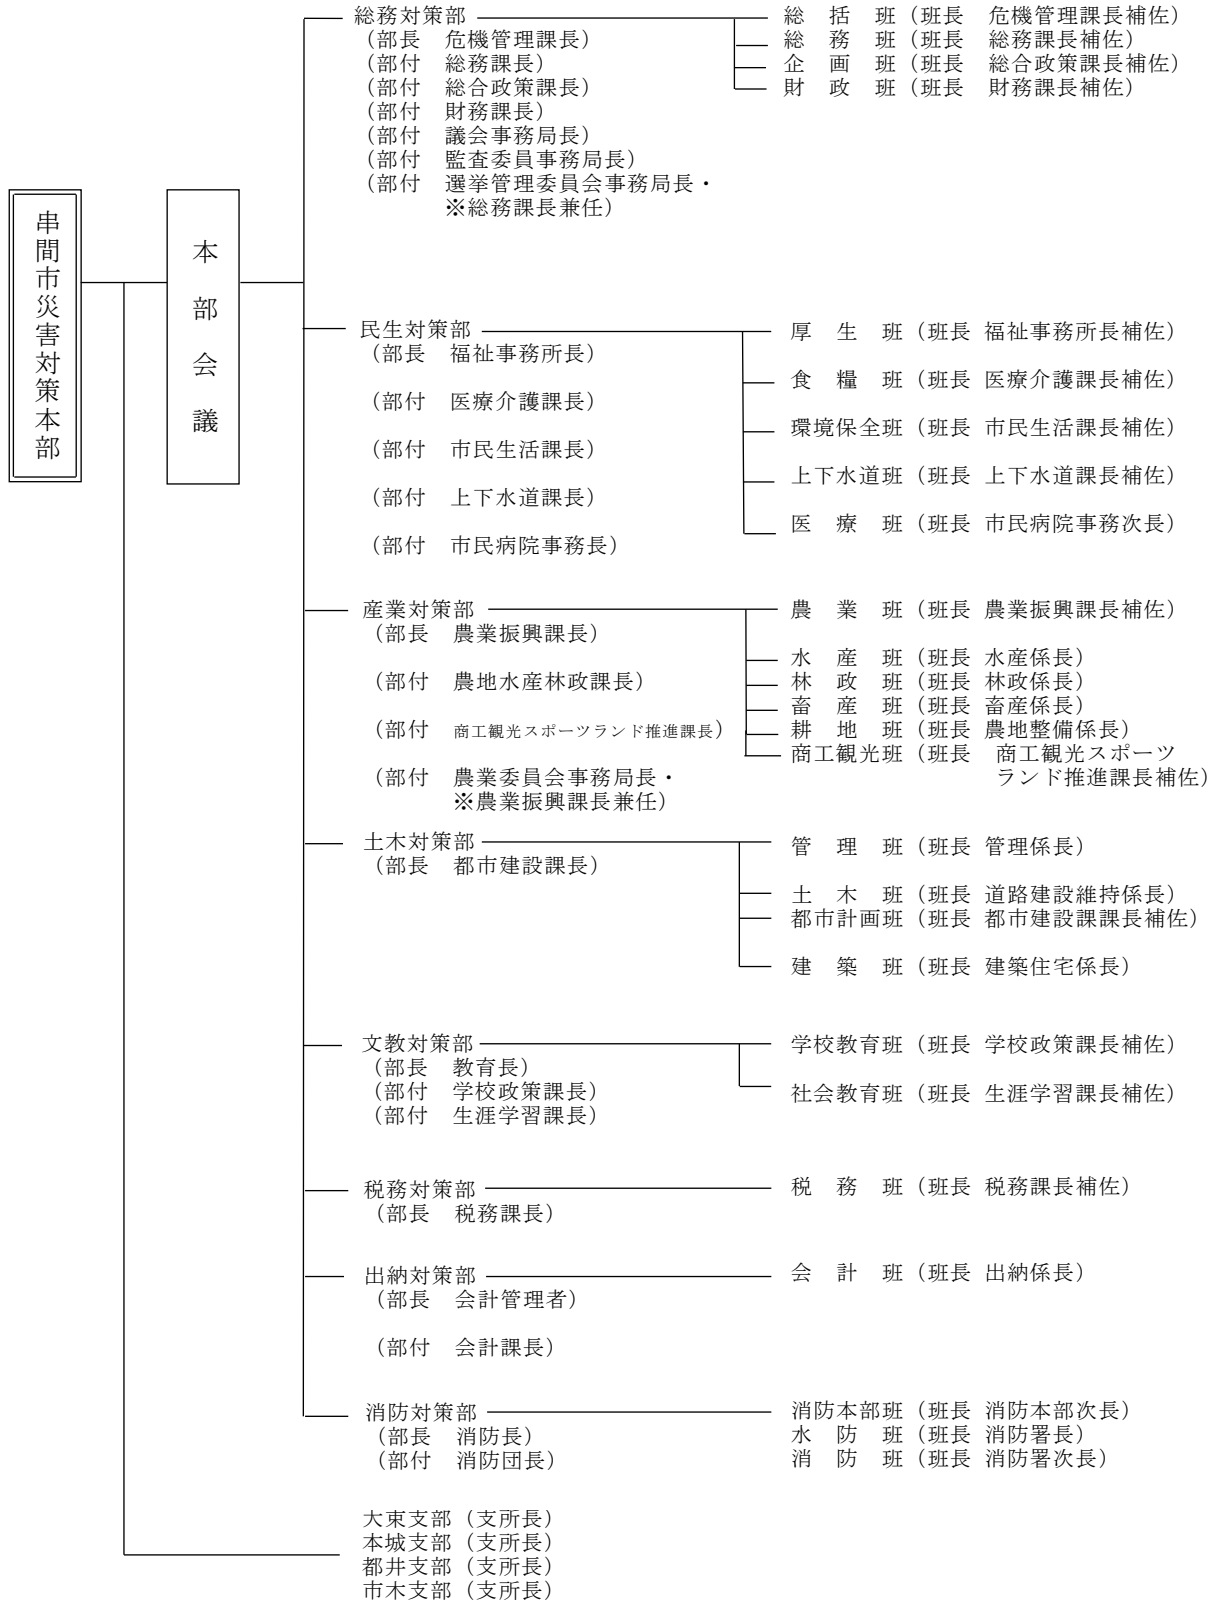 串間市災害対策本部
本部会議
総務対策部
（部長　危機管理課長）
（部付　総務課長）
（部付　総合政策課長）
（部付　財務課長）
（部付　議会事務局長）
（部付　監査委員事務局長）
（部付　選挙管理委員会事務局長・
※総務課長兼任）
総　括　班（班長　危機管理課長補佐）
総　務　班（班長　総務課長補佐）
企　画　班（班長　総合政策課長補佐）
財　政　班（班長　財務課長補佐）
民生対策部
（部長　福祉事務所長）
（部付　医療介護課長）
（部付　市民生活課長）
（部付　上下水道課長）
（部付　市民病院事務長）
厚　生　班（班長 福祉事務所長補佐）
食　糧　班（班長 医療介護課長補佐）
環境保全班（班長 市民生活課長補佐）
上下水道班（班長 上下水道課長補佐）
医　療　班（班長 市民病院事務次長）
産業対策部
（部長　農業振興課長）
（部付　農地水産林政課長）
（部付　商工観光スポーツランド推進課長）
（部付　農業委員会事務局長・
※農業振興課長兼任）
農　業　班（班長 農業振興課長補佐）
水　産　班（班長 水産係長）
林　政　班（班長 林政係長）
畜　産　班（班長 畜産係長）
耕　地　班（班長 農地整備係長）
商工観光班（班長　商工観光スポーツ
ランド推進課長補佐）
土木対策部
（部長　都市建設課長）
管　理　班（班長 管理係長）
土　木　班（班長 道路建設維持係長）
都市計画班（班長 都市建設課課長補佐）
建　築　班（班長 建築住宅係長）
文教対策部
（部長　教育長）
（部付　学校政策課長）
（部付　生涯学習課長）
学校教育班（班長 学校政策課長補佐）
社会教育班（班長 生涯学習課長補佐）
税務対策部
（部長　税務課長）
税　務　班（班長 税務課長補佐）
出納対策部
（部長　会計管理者）
（部付　会計課長）
会　計　班（班長 出納係長）
消防対策部
（部長　消防長）
（部付　消防団長）
消防本部班（班長 消防本部次長）
水　防　班（班長 消防署長）
消　防　班（班長 消防署次長）
大束支部（支所長）
本城支部（支所長）
都井支部（支所長）
市木支部（支所長）